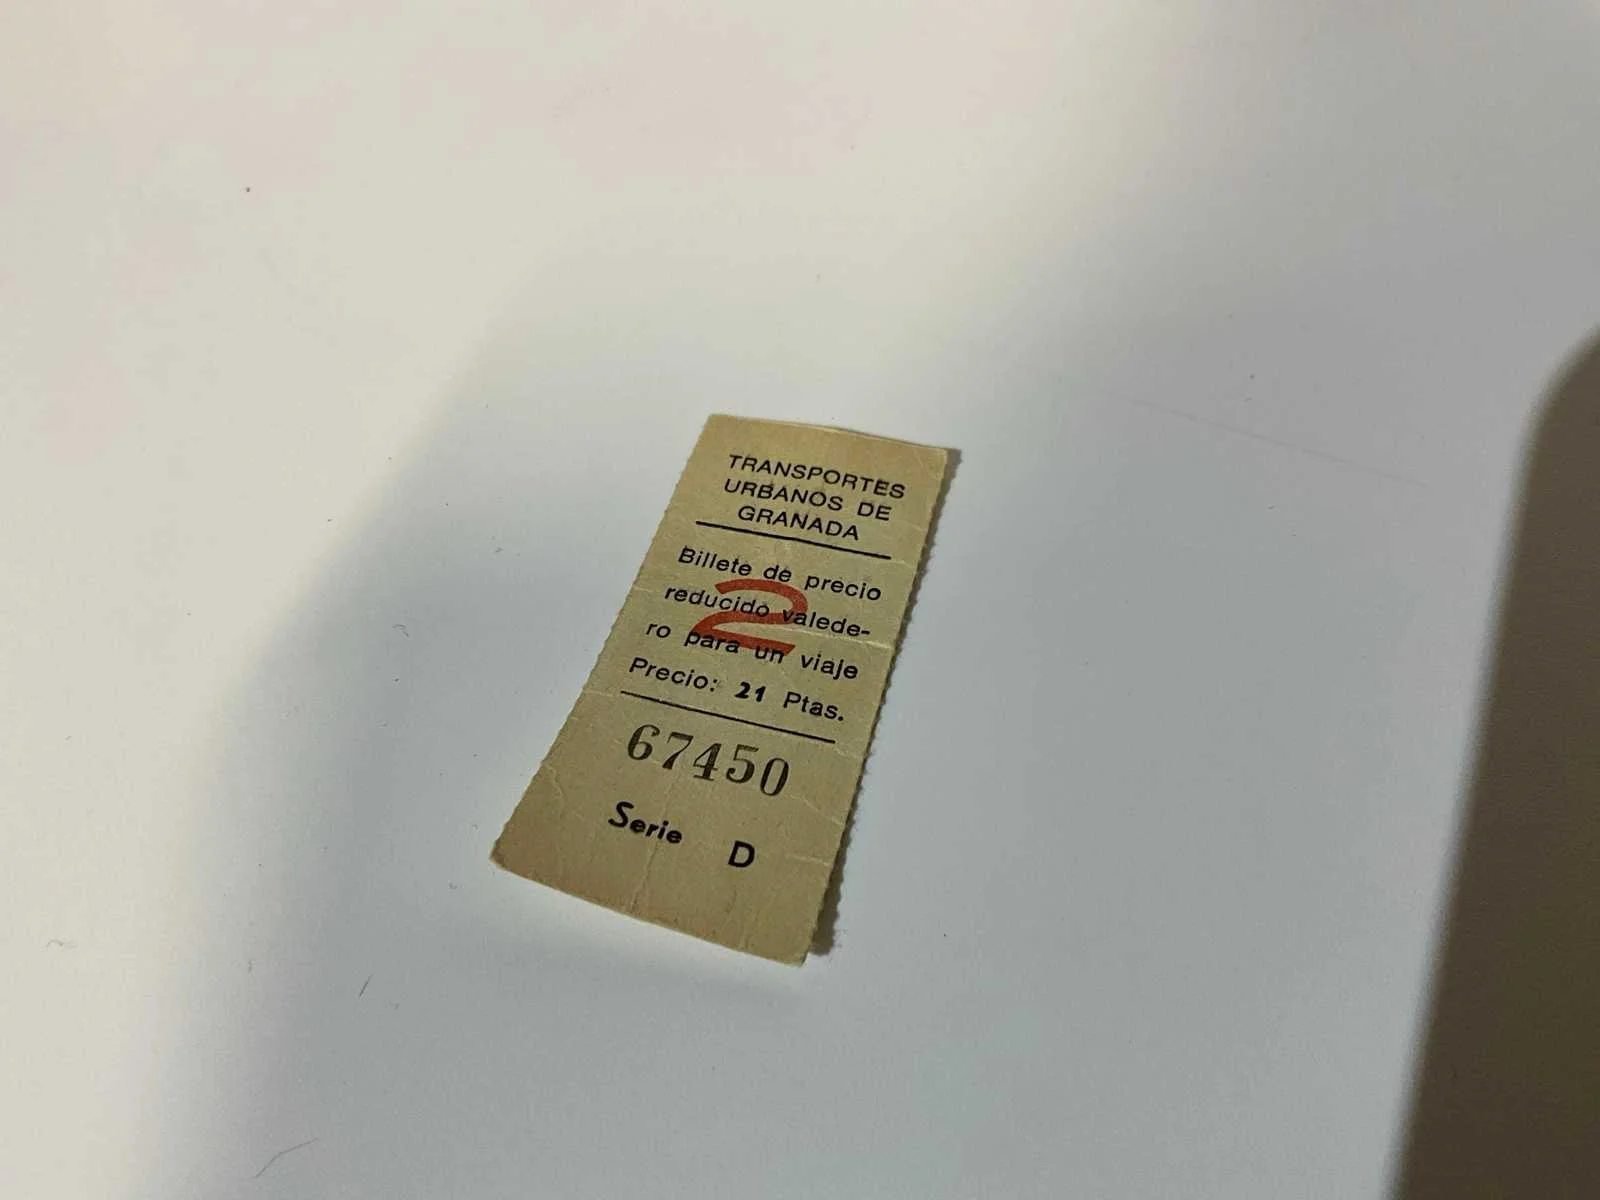 TRANSPORTES
URBANOS DE
GRANADA
Billete de precio
reducido valede-
ro para un viaje
2
Precio: 21 Ptas.
67450
Serie D